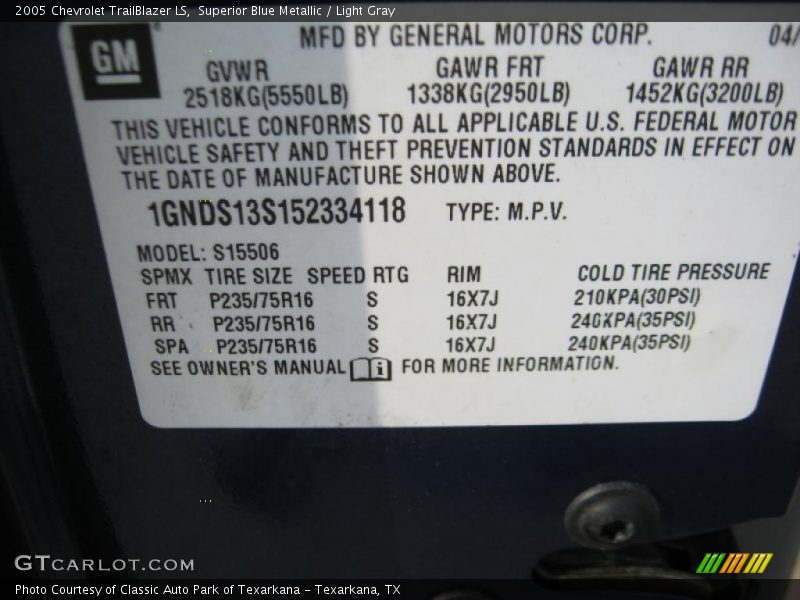 2005 Chevrolet TrailBlazer LS, Superior Blue Metallic / Light Gray
GM
MFD BY GENERAL MOTORS CORP. 04/
GVWR GAWR FRT GAWR RR
2518KG(5550LB) 1338KG(2950LB) 1452KG(3200LB)
THIS VEHICLE CONFORMS TO ALL APPLICABLE U.S. FEDERAL MOTOR
VEHICLE SAFETY AND THEFT PREVENTION STANDARDS IN EFFECT ON
THE DATE OF MANUFACTURE SHOWN ABOVE.
1GNDS13S152334118 TYPE: M.P.V.
MODEL: S15506
SPMX TIRE SIZE SPEED RTG RIM COLD TIRE PRESSURE
FRT P235/75R16 S 16X7J 210KPA(30PSI)
RR P235/75R16 S 16X7J 240KPA(35PSI)
SPA P235/75R16 S 16X7J 240KPA(35PSI)
SEE OWNER'S MANUAL i FOR MORE INFORMATION.
GTCARLOT.COM
Photo Courtesy of Classic Auto Park of Texarkana - Texarkana, TX